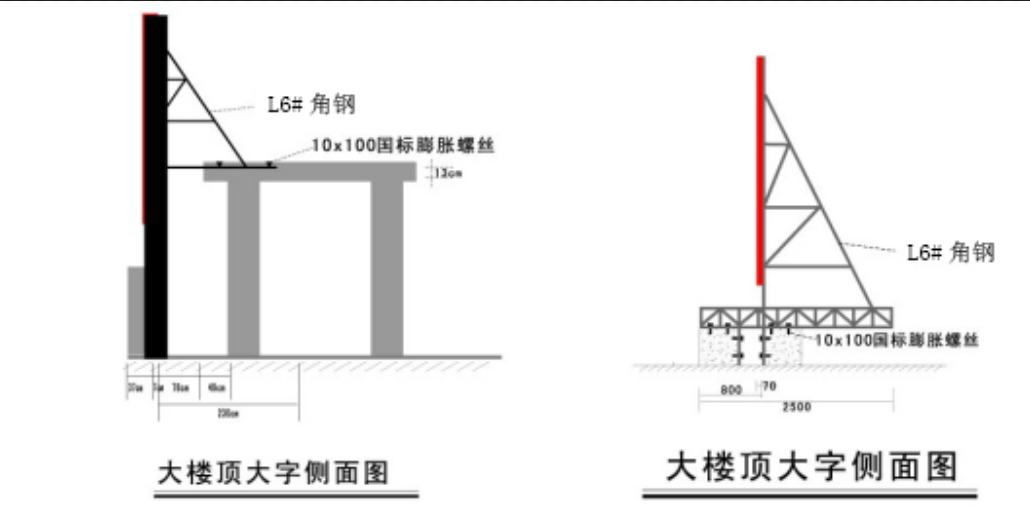 L6# 角钢
10x100国标膨胀螺丝
13cm
230cm
大楼顶大字侧面图
L6# 角钢
10x100国标膨胀螺丝
800
70
2500
大楼顶大字侧面图